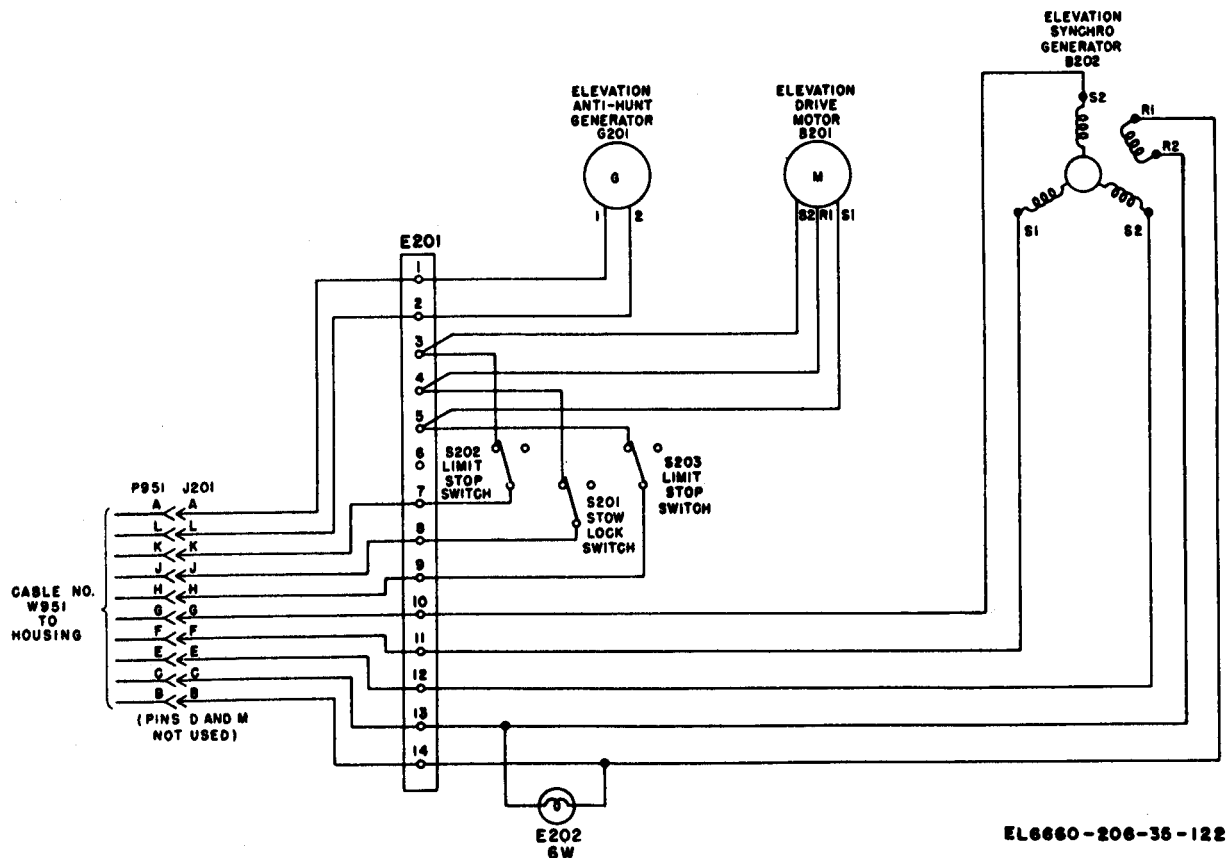 ELEVATION
SYNCHRO
GENERATOR
B202
S2
R1
R2
S1
S2
ELEVATION
ANTI-HUNT
GENERATOR
G201
G
1 2
ELEVATION
DRIVE
MOTOR
B201
M
S2 R1 S1
E201
1
2
3
4
5
6
7
8
9
10
11
12
13
14
S202
LIMIT
STOP
SWITCH
S201
STOW
LOCK
SWITCH
S203
LIMIT
STOP
SWITCH
P951 J201
A A
L L
K K
J J
H H
G G
F F
E E
C C
B B
(PINS D AND M
NOT USED)
CABLE NO.
W951
TO
HOUSING
E202
6W
EL6660-206-35-122